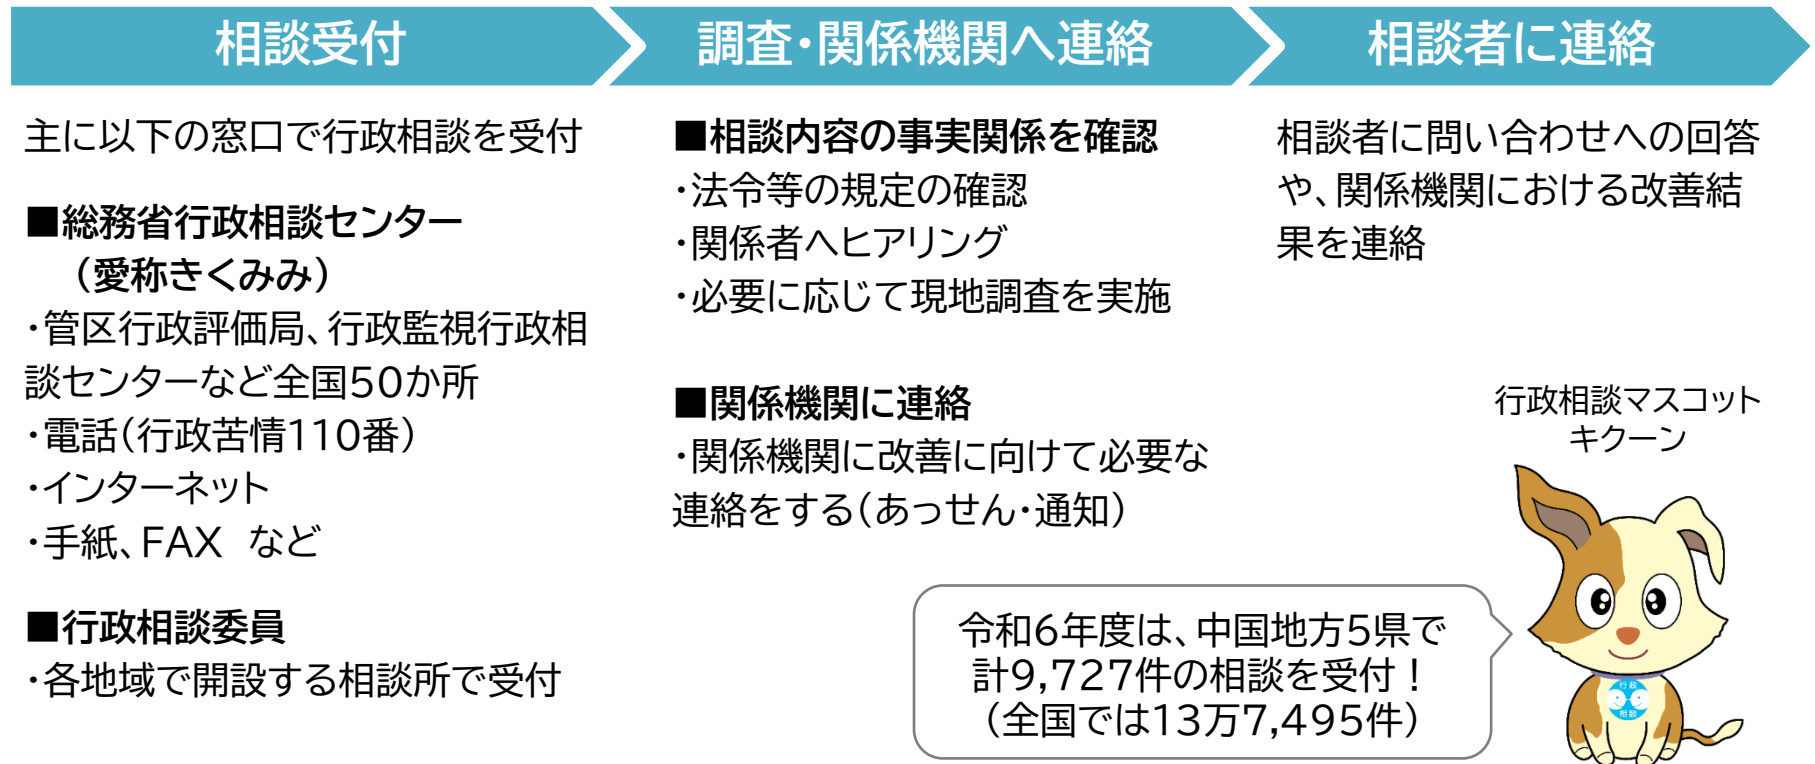 相談受付
調査・関係機関へ連絡
相談者に連絡
主に以下の窓口で行政相談を受付
■総務省行政相談センター
（愛称きくみみ）
・管区行政評価局、行政監視行政相
談センターなど全国50か所
・電話（行政苦情110番）
・インターネット
・手紙、FAX　など
■行政相談委員
・各地域で開設する相談所で受付
■相談内容の事実関係を確認
・法令等の規定の確認
・関係者へヒアリング
・必要に応じて現地調査を実施
■関係機関に連絡
・関係機関に改善に向けて必要な
連絡をする（あっせん・通知）
相談者に問い合わせへの回答
や、関係機関における改善結
果を連絡
行政相談マスコット
キクーン
令和6年度は、中国地方5県で
計9,727件の相談を受付！
（全国では13万7,495件）
行政
相談